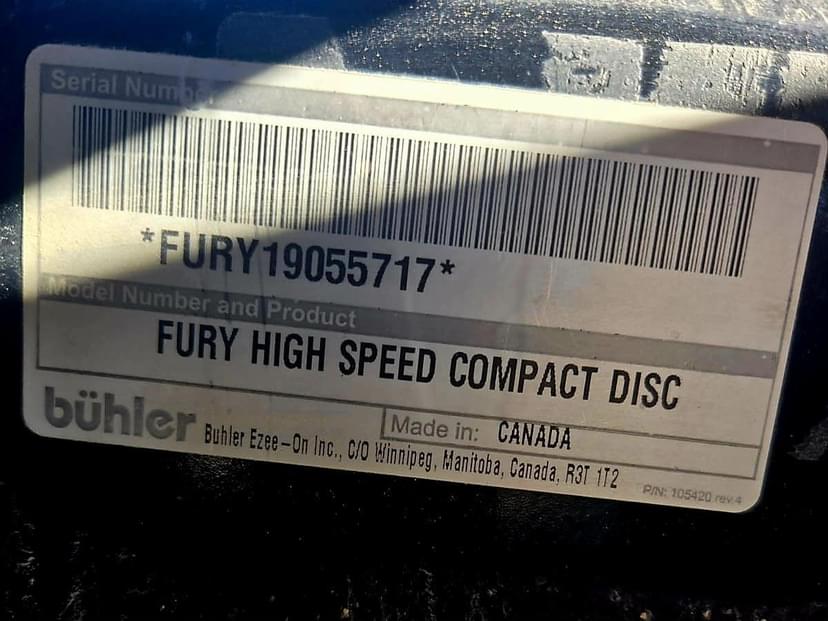 Serial Number
*FURY19055717*
Model Number and Product
FURY HIGH SPEED COMPACT DISC
bühler
Made in: CANADA
Buhler Ezee-On Inc., C/O Winnipeg, Manitoba, Canada, R3T 1T2
P/N: 105420 rev.4